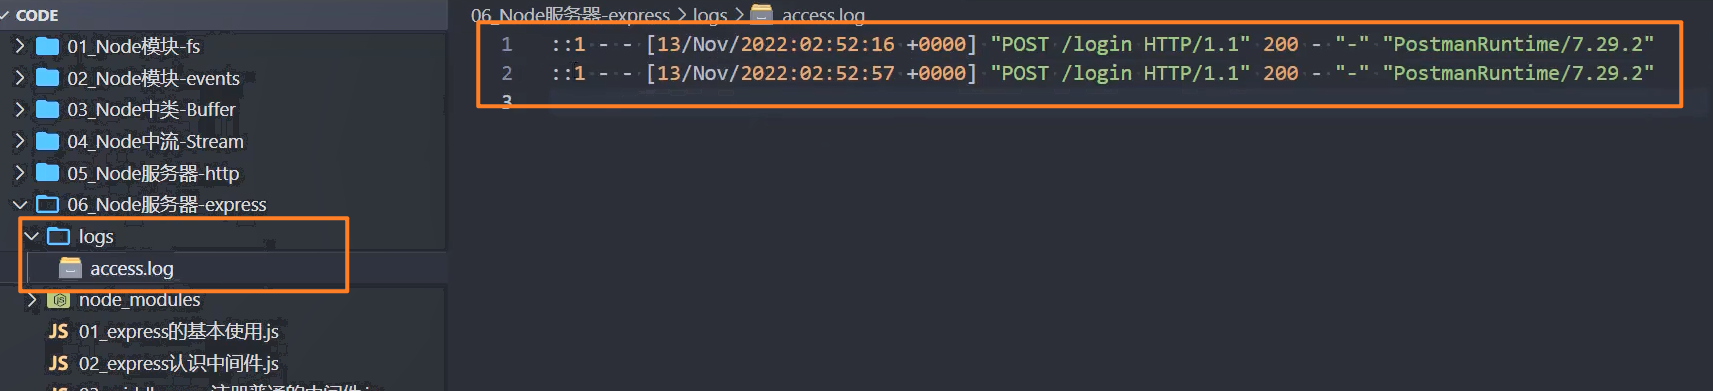 CODE
01_Node模块-fs
02_Node模块-events
03_Node中类-Buffer
04_Node中流-Stream
05_Node服务器-http
06_Node服务器-express
logs
access.log
node_modules
JS 01_express的基本使用.js
JS 02_express认识中间件.js
06_Node服务器-express > logs > access.log
1 ::1 - - [13/Nov/2022:02:52:16 +0000] "POST /login HTTP/1.1" 200 - "-" "PostmanRuntime/7.29.2"
2 ::1 - - [13/Nov/2022:02:52:57 +0000] "POST /login HTTP/1.1" 200 - "-" "PostmanRuntime/7.29.2"
3